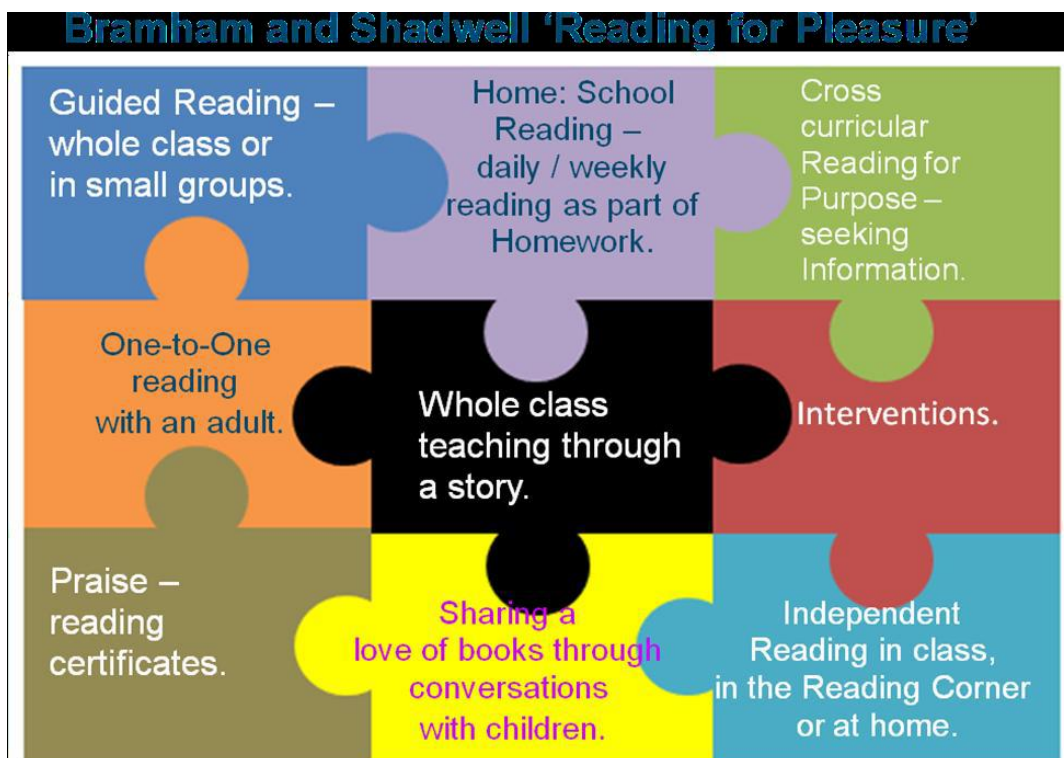 Bramham and Shadwell ‘Reading for Pleasure’
Guided Reading –
whole class or
in small groups.
Home: School
Reading –
daily / weekly
reading as part of
Homework.
Cross
curricular
Reading for
Purpose –
seeking
Information.
One-to-One
reading
with an adult.
Whole class
teaching through
a story.
Interventions.
Praise –
reading
certificates.
Sharing a
love of books through
conversations
with children.
Independent
Reading in class,
in the Reading Corner
or at home.